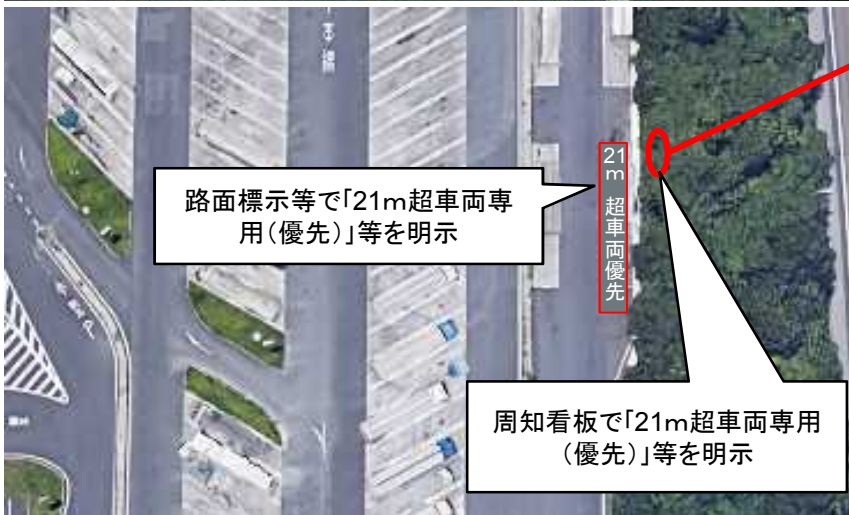 路面標示等で「21m超車両専
用(優先)」等を明示
21m 超車両優先
周知看板で「21m超車両専用
(優先)」等を明示